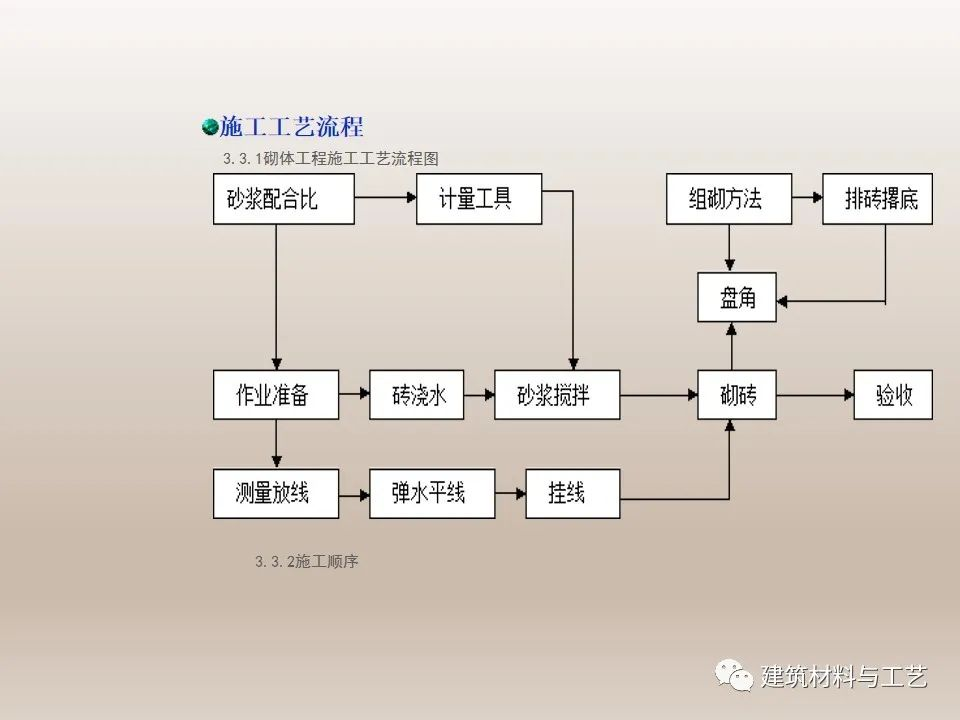 施工工艺流程
3.3.1砌体工程施工工艺流程图
砂浆配合比
计量工具
组砌方法
排砖撂底
盘角
作业准备
砖浇水
砂浆搅拌
砌砖
验收
测量放线
弹水平线
挂线
3.3.2施工顺序
建筑材料与工艺